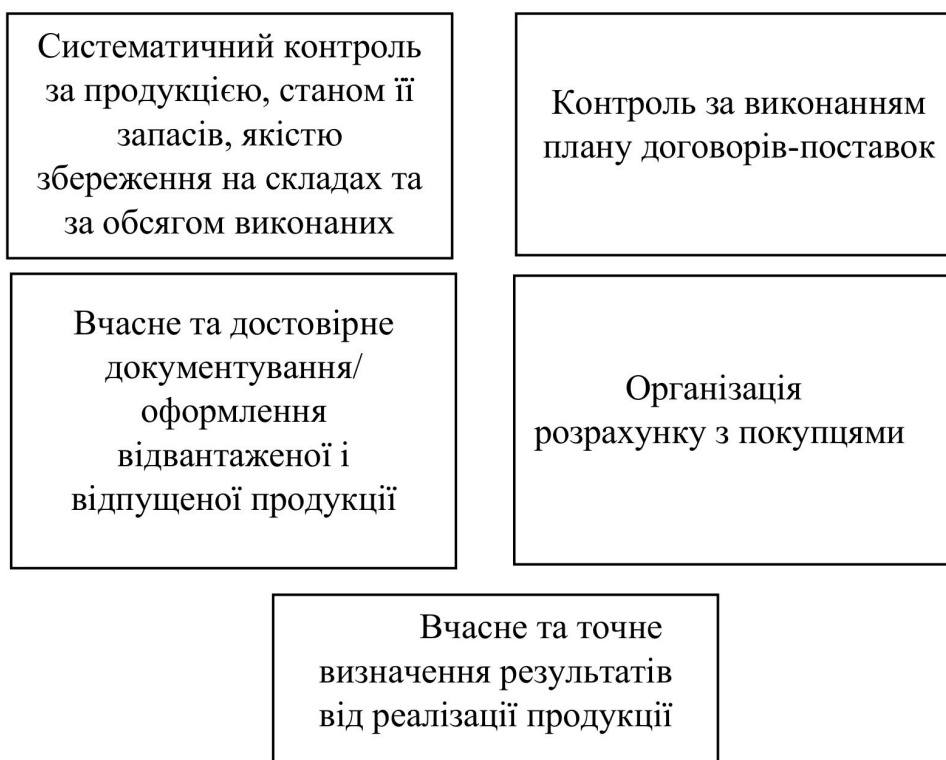 Систематичний контроль
за продукцією, станом її
запасів, якістю
збереження на складах та
за обсягом виконаних
Контроль за виконанням
плану договорів-поставок
Вчасне та достовірне
документування/
оформлення
відвантаженої і
відпущеної продукції
Організація
розрахунку з покупцями
Вчасне та точне
визначення результатів
від реалізації продукції